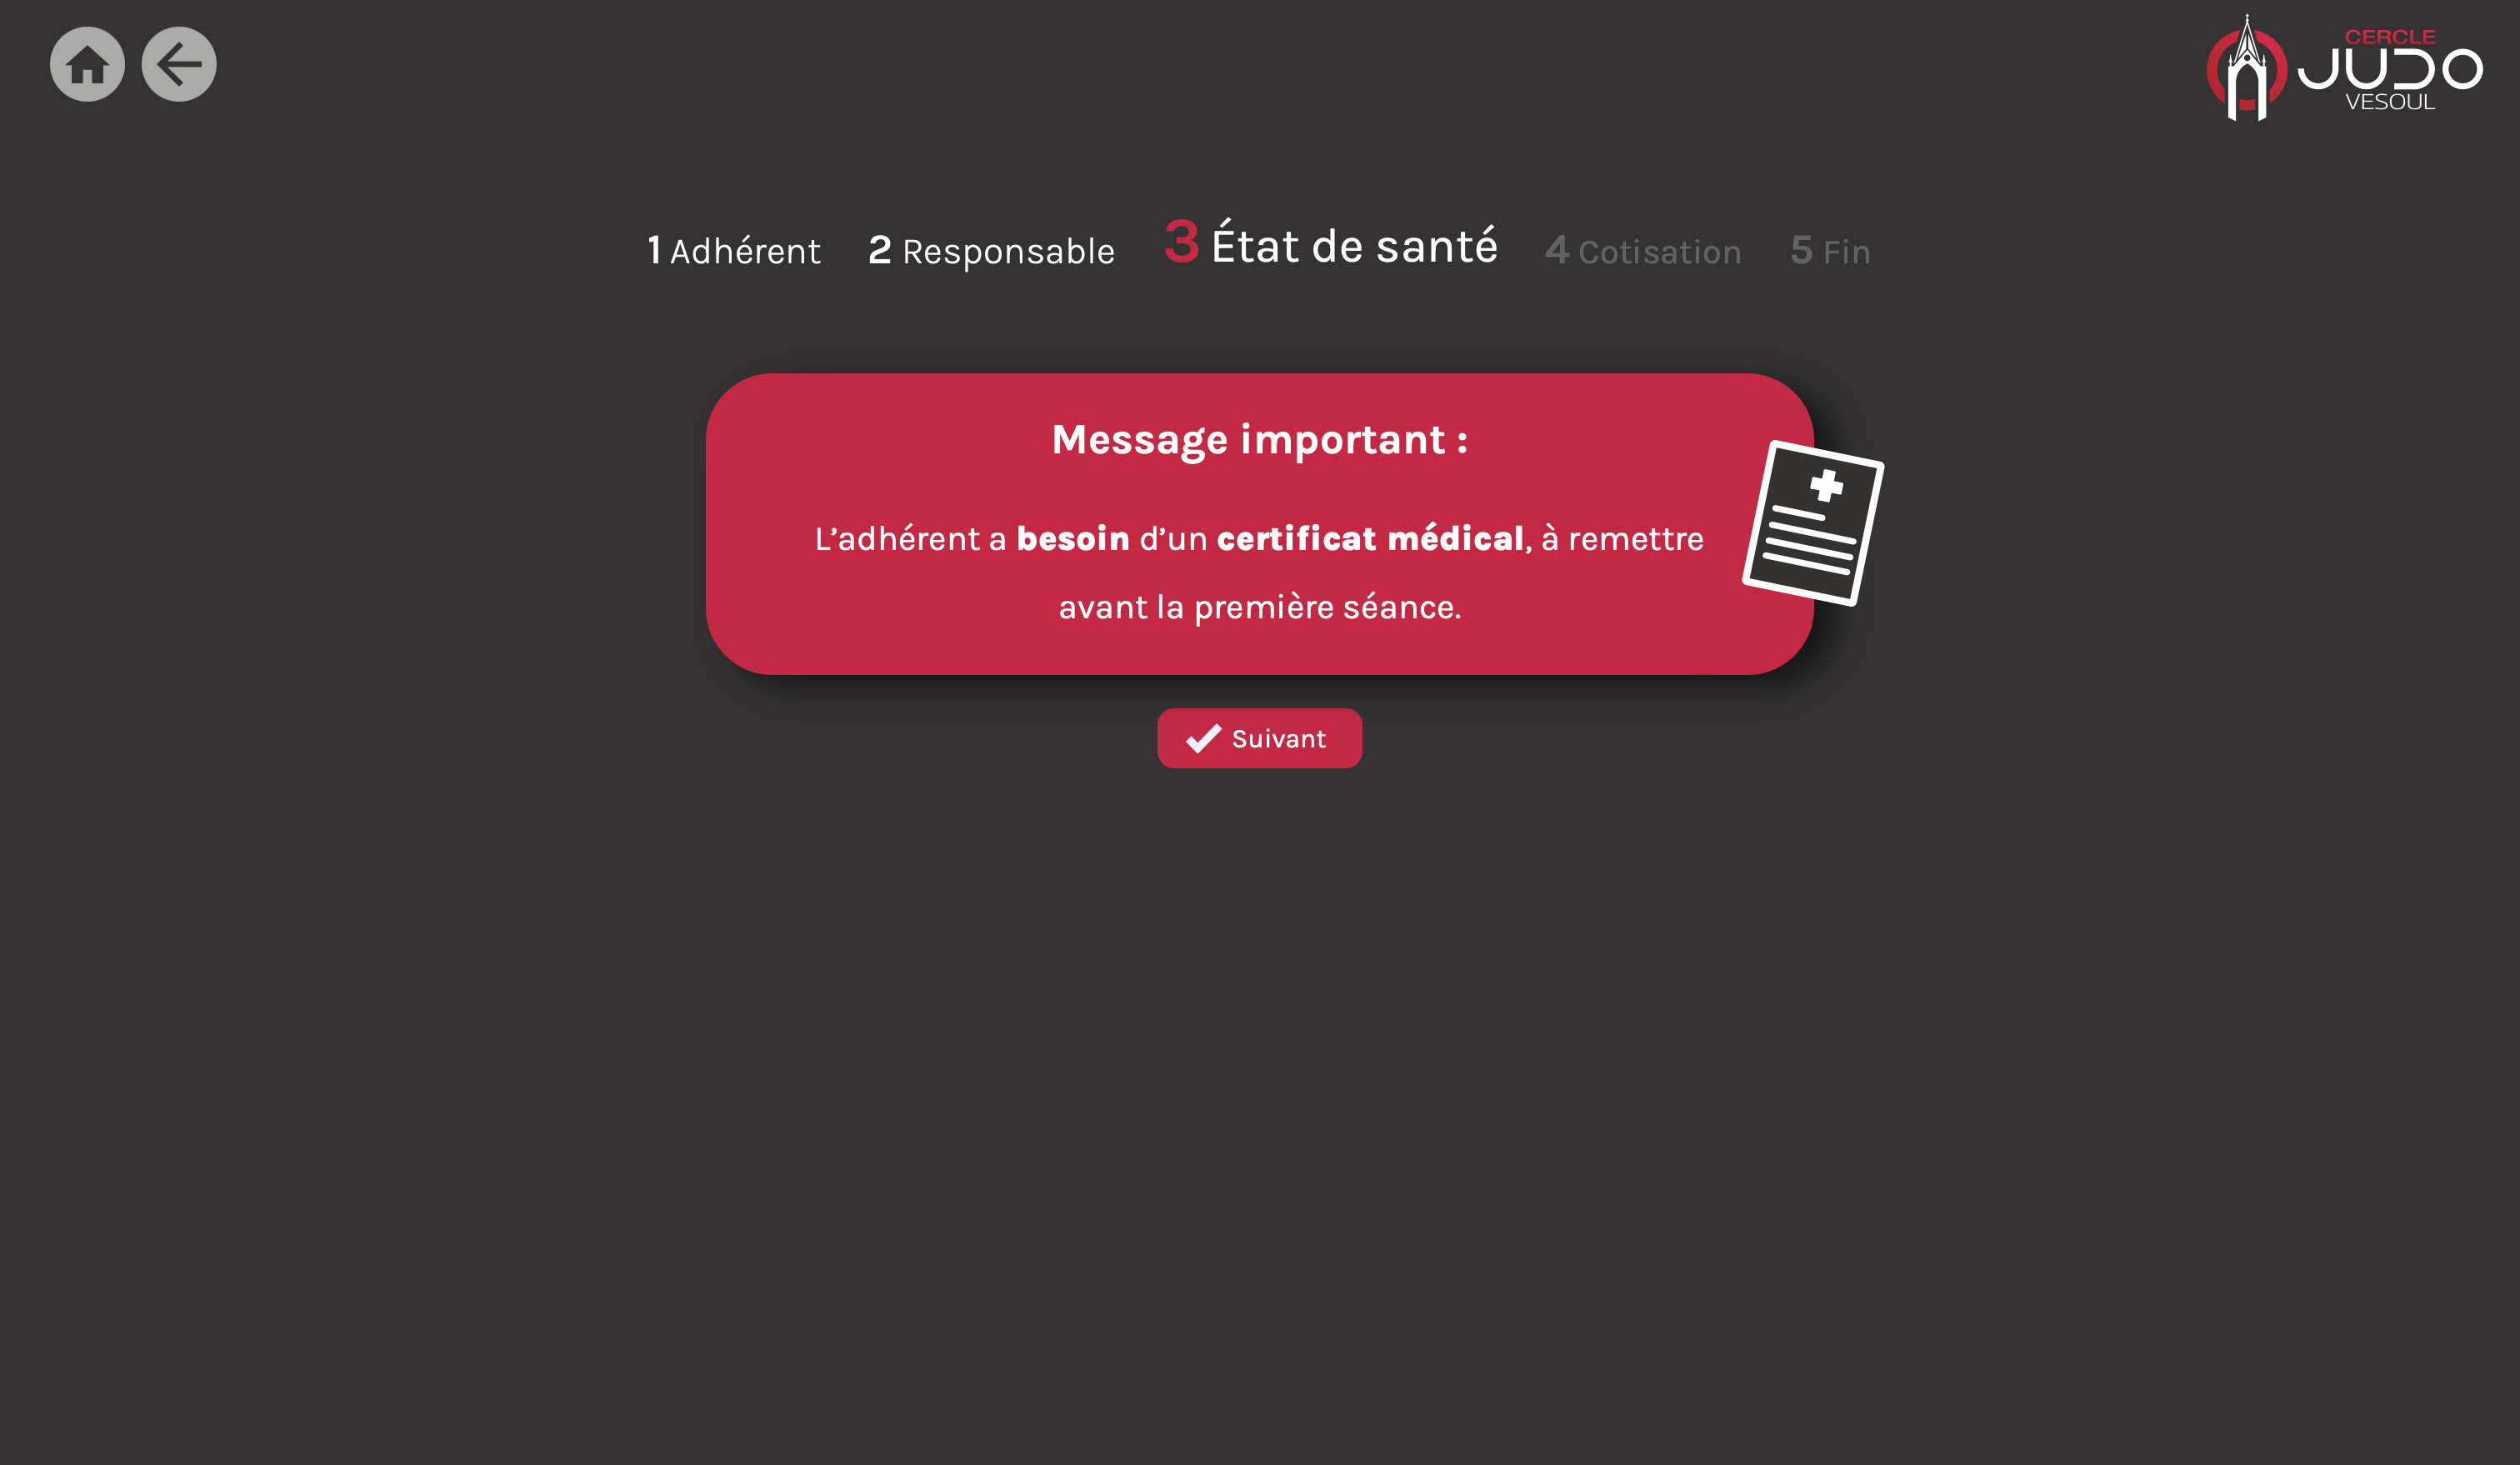 CERCLE
JUDO
VESOUL
1 Adhérent 2 Responsable 3 État de santé 4 Cotisation 5 Fin
Message important :
L’adhérent a besoin d’un certificat médical, à remettre
avant la première séance.
Suivant